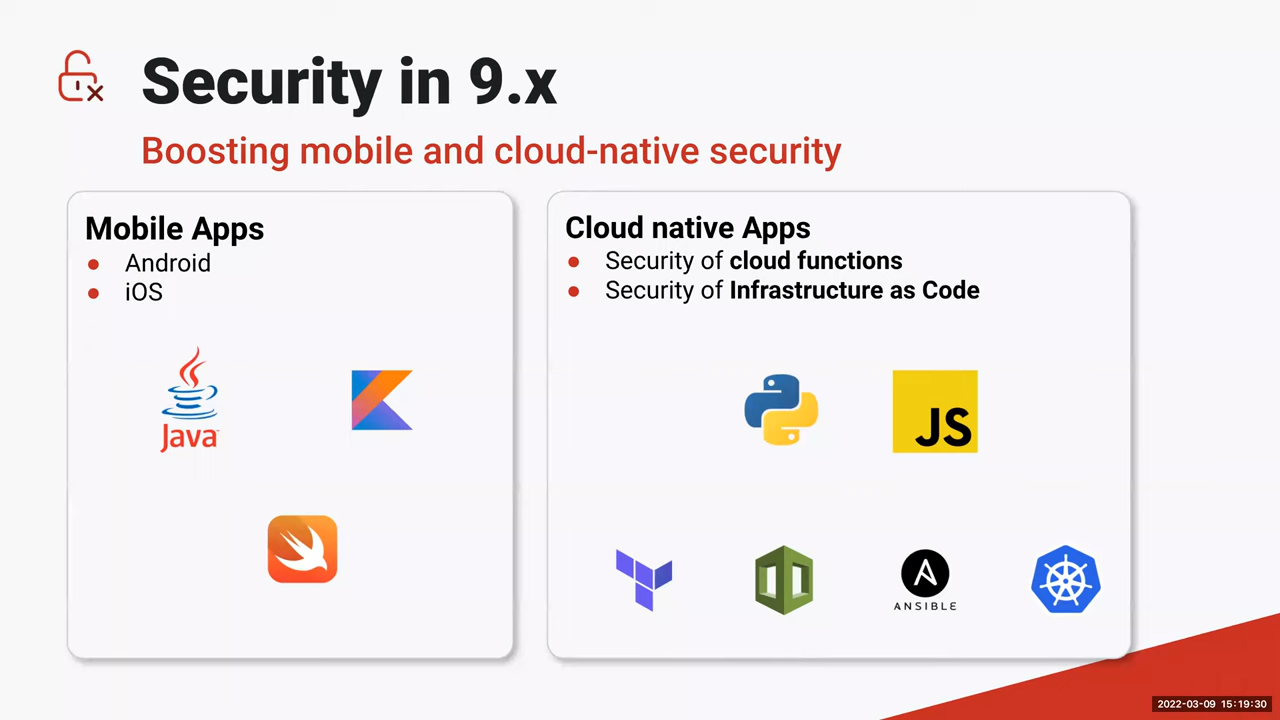 Security in 9.x
Boosting mobile and cloud-native security
Mobile Apps
Android
iOS
Java
Cloud native Apps
Security of cloud functions
Security of Infrastructure as Code
JS
ANSIBLE
2022-03-09 15:19:30